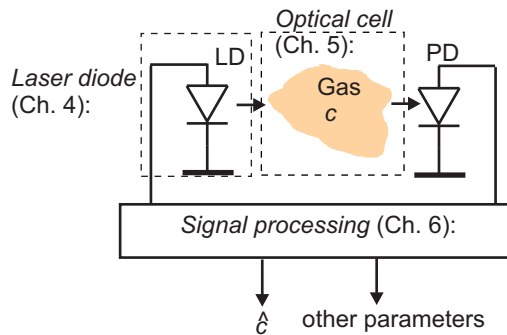 Optical cell
(Ch. 5):
LD
PD
Laser diode
(Ch. 4):
Gas
c
Signal processing (Ch. 6):
ĉ
other parameters